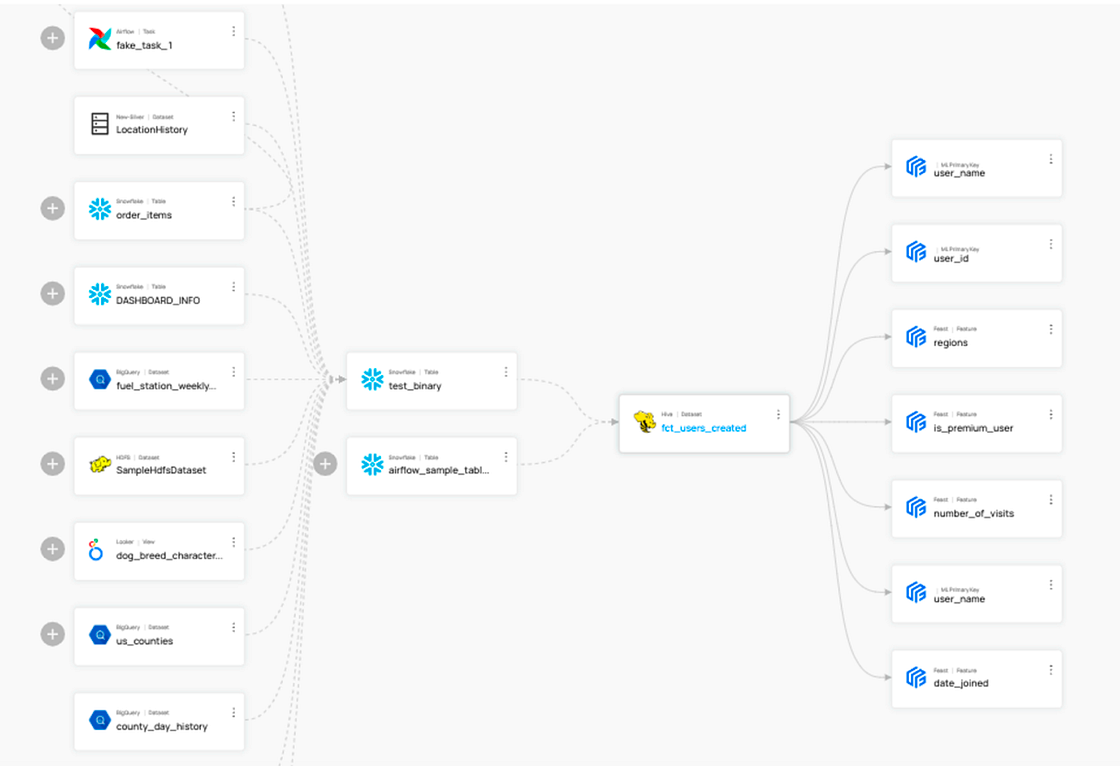 Airflow | Task
fake_task_1
New-Silver | Dataset
LocationHistory
Snowflake | Table
order_items
Snowflake | Table
DASHBOARD_INFO
BigQuery | Dataset
fuel_station_weekly...
HDFS | Dataset
SampleHdfsDataset
Looker | View
dog_breed_character...
BigQuery | Dataset
us_counties
BigQuery | Dataset
county_day_history
Snowflake | Table
test_binary
Snowflake | Table
airflow_sample_tabl...
Hive | Dataset
fct_users_created
| MLPrimaryKey
user_name
| MLPrimaryKey
user_id
Feast | Feature
regions
Feast | Feature
is_premium_user
Feast | Feature
number_of_visits
| MLPrimaryKey
user_name
Feast | Feature
date_joined